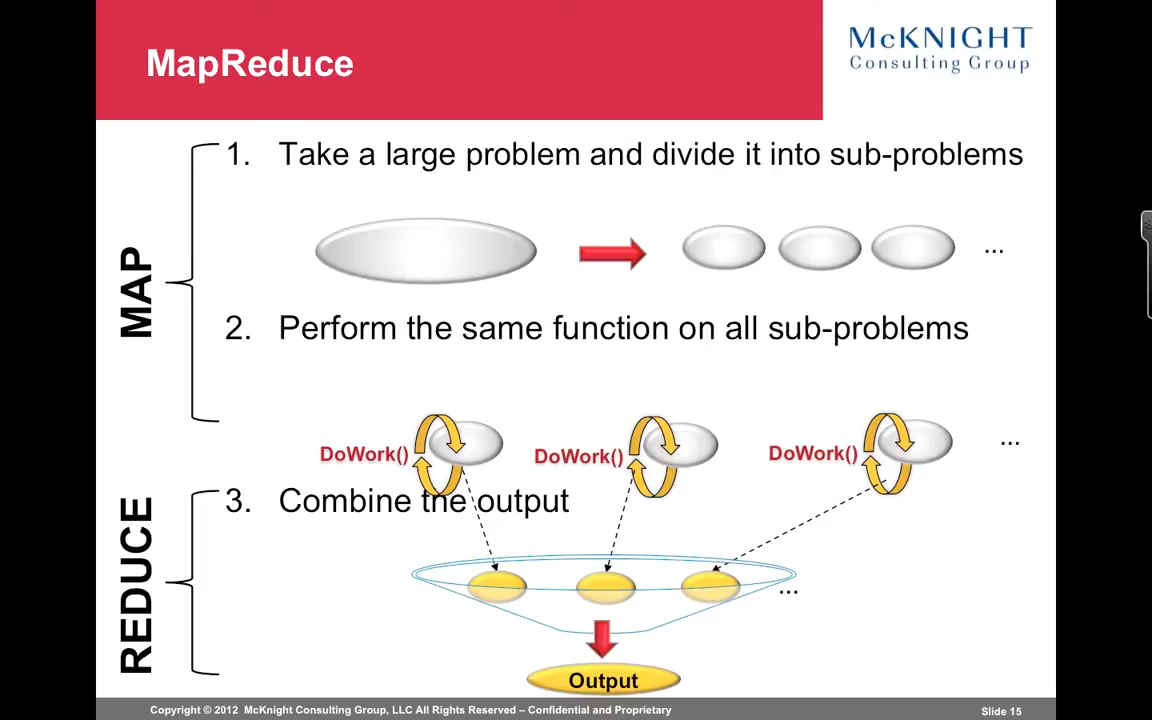 MapReduce
McKNIGHT
Consulting Group
MAP
1. Take a large problem and divide it into sub-problems
...
2. Perform the same function on all sub-problems
DoWork() DoWork() DoWork() ...
REDUCE
3. Combine the output
...
Output
Copyright © 2012 McKnight Consulting Group, LLC All Rights Reserved – Confidential and Proprietary
Slide 15